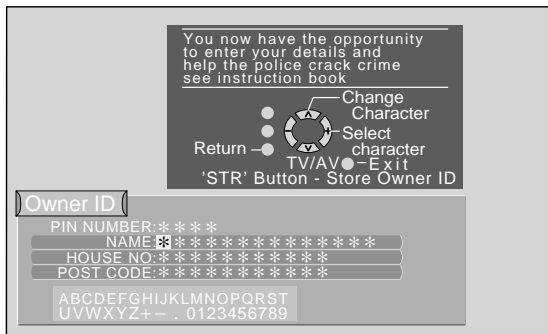 You now have the opportunity
to enter your details and
help the police crack crime
see instruction book
Change
Character
Select
character
Return
TV/AV - Exit
'STR' Button - Store Owner ID
Owner ID
PIN NUMBER:****
NAME:*************
HOUSE NO:***********
POST CODE:***********
ABCDEFGHIJKLMNOPQRST
UVWXYZ+− . 0123456789